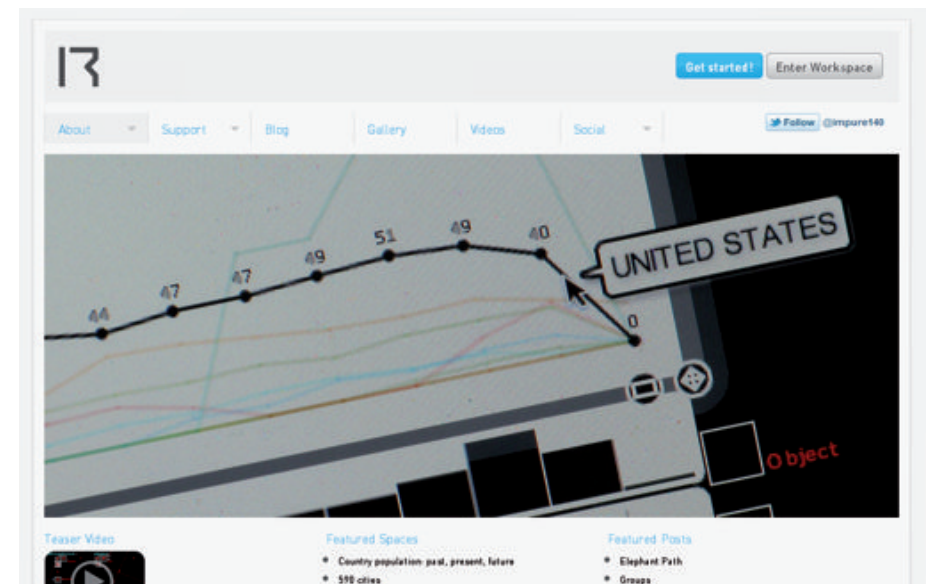 Get started! Enter Workspace
About Support Blog Gallery Videos Social
Follow @impure140
44 47 47 49 51 49 40 0
UNITED STATES
Object
Teaser Video Featured Spaces Featured Posts
Country population: past, present, future
Elephant Path
590 cities
Groups